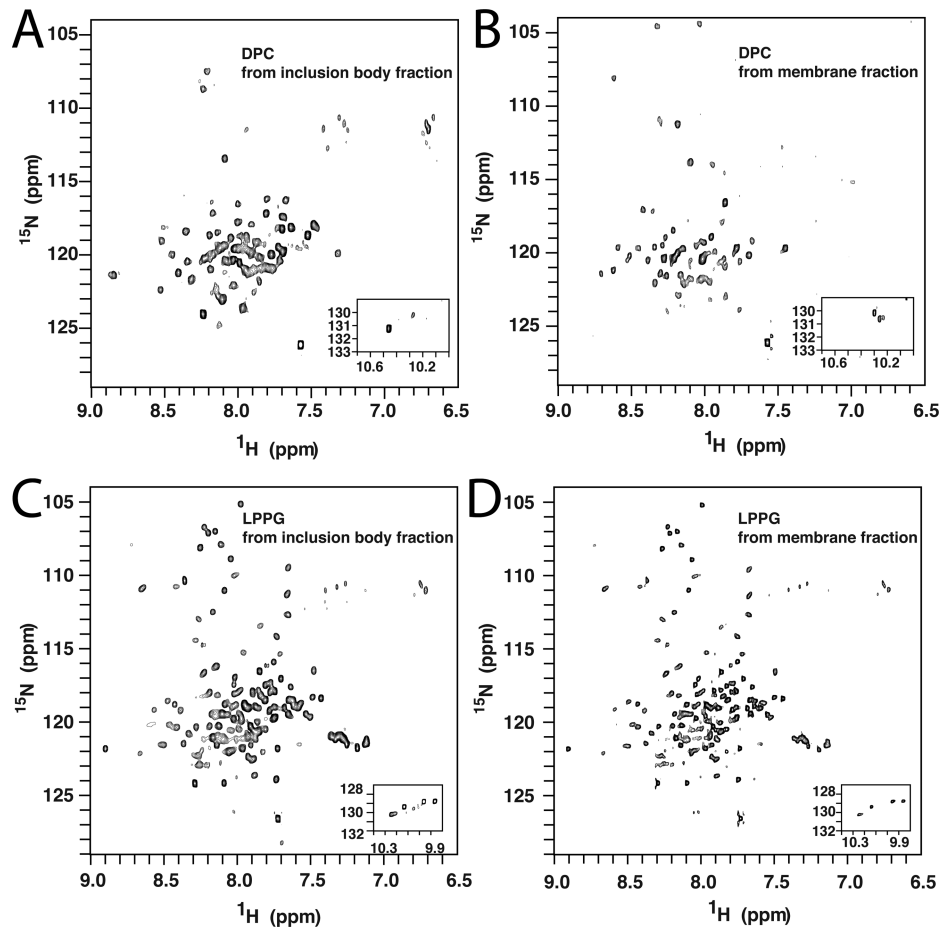 A
B
DPC
from inclusion body fraction
DPC
from membrane fraction
105
110
115
120
125
105
110
115
120
125
15N (ppm)
15N (ppm)
130
131
132
133
10.6 10.2
130
131
132
133
10.6 10.2
9.0 8.5 8.0 7.5 7.0 6.5
9.0 8.5 8.0 7.5 7.0 6.5
1H (ppm)
1H (ppm)
C
D
LPPG
from inclusion body fraction
LPPG
from membrane fraction
105
110
115
120
125
105
110
115
120
125
15N (ppm)
15N (ppm)
128
130
132
10.3 9.9
128
130
132
10.3 9.9
9.0 8.5 8.0 7.5 7.0 6.5
9.0 8.5 8.0 7.5 7.0 6.5
1H (ppm)
1H (ppm)